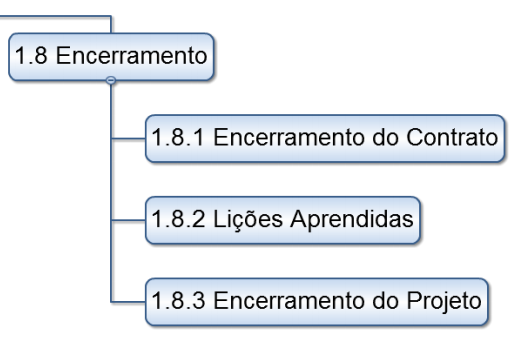 1.8 Encerramento
1.8.1 Encerramento do Contrato
1.8.2 Lições Aprendidas
1.8.3 Encerramento do Projeto